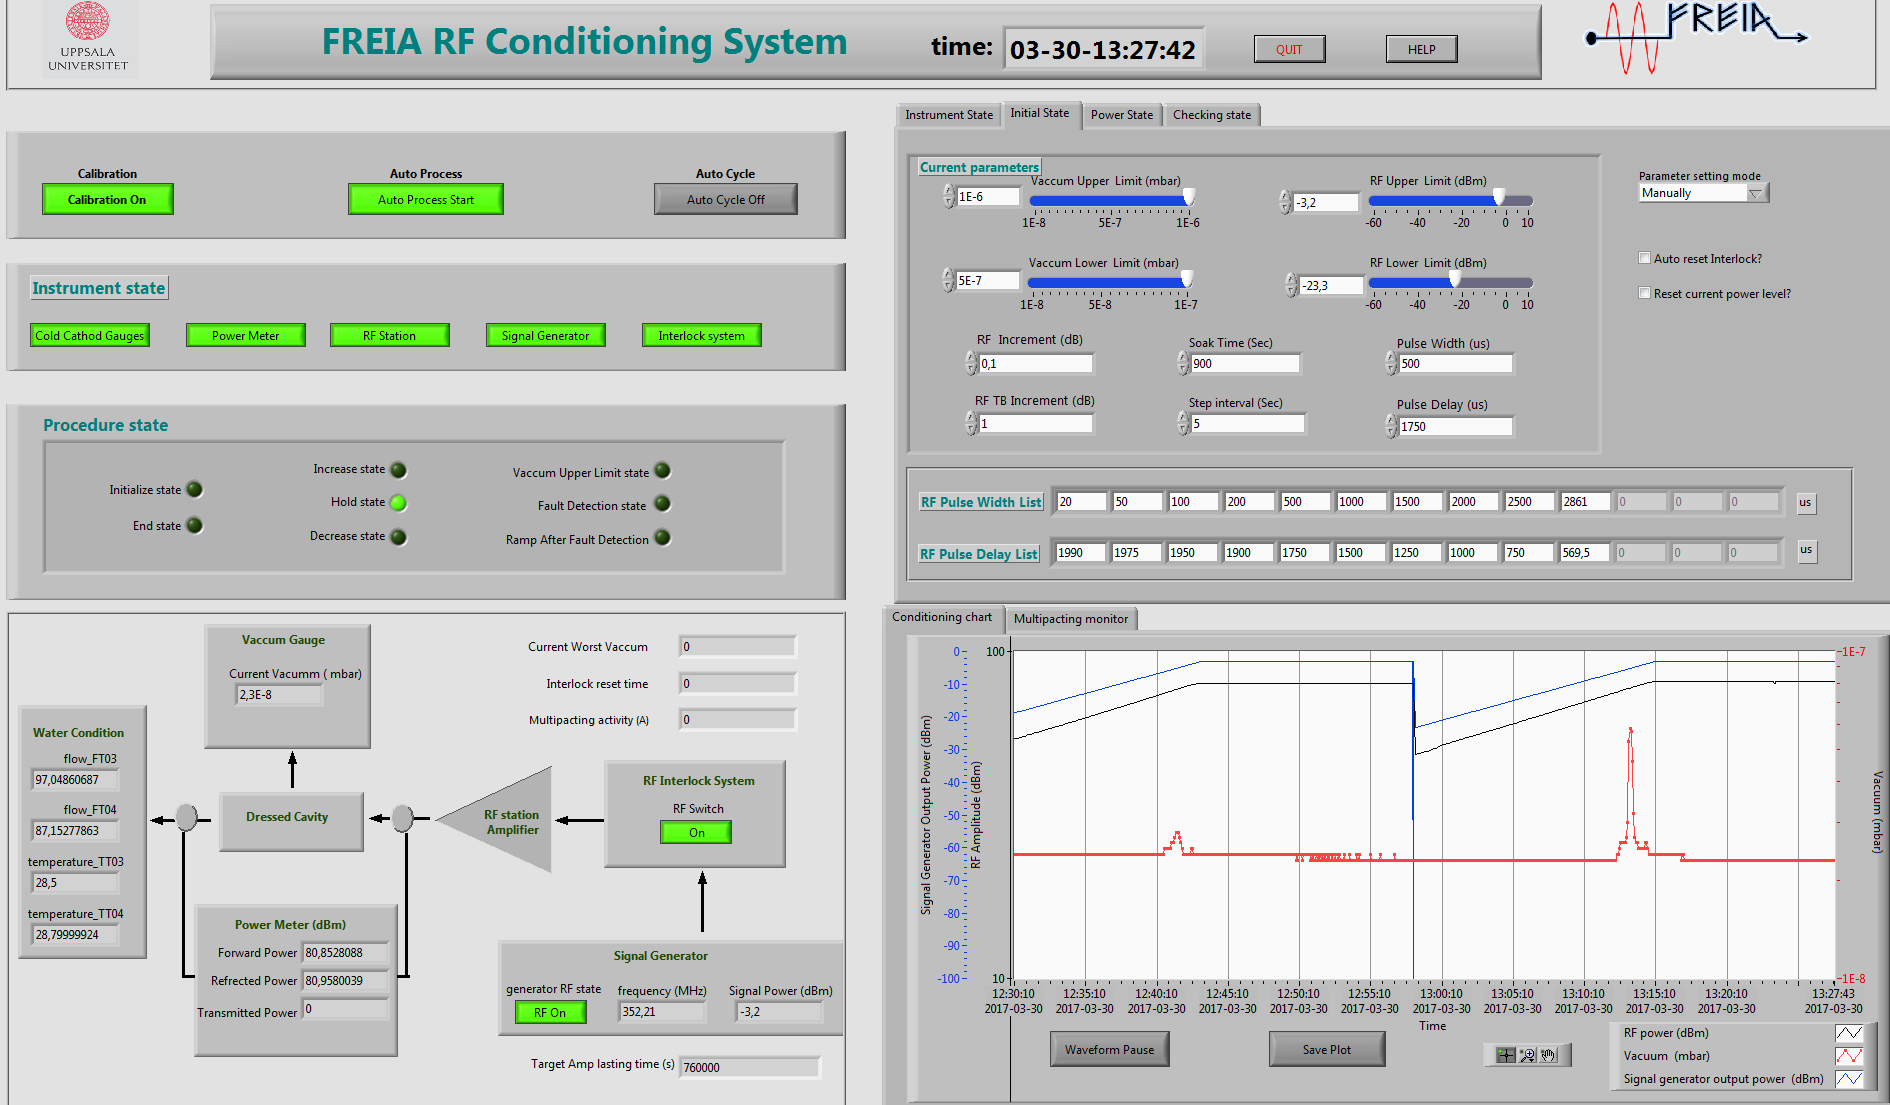 UPPSALA
UNIVERSITET
FREIA RF Conditioning System
time:
03-30-13:27:42
QUIT
HELP
FREIA
Calibration
Calibration On
Auto Process
Auto Process Start
Auto Cycle
Auto Cycle Off
Instrument state
Cold Cathod Gauges
Power Meter
RF Station
Signal Generator
Interlock system
Procedure state
Initialize state
End state
Increase state
Hold state
Decrease state
Vaccum Upper Limit state
Fault Detection state
Ramp After Fault Detection
Vaccum Gauge
Current Vacumm ( mbar)
2,3E-8
Current Worst Vaccum
0
Interlock reset time
0
Multipacting activity (A)
0
Water Condition
flow_FT03
97,04860687
flow_FT04
87,15277863
temperature_TT03
28,5
temperature_TT04
28,79999924
Dressed Cavity
RF station
Amplifier
RF Interlock System
RF Switch
On
Power Meter (dBm)
Forward Power
80,8528088
Refrected Power
80,9580039
Transmitted Power
0
Signal Generator
generator RF state
RF On
frequency (MHz)
352,21
Signal Power (dBm)
-3,2
Target Amp lasting time (s)
760000
Instrument State
Initial State
Power State
Checking state
Current parameters
1E-6
Vaccum Upper Limit (mbar)
1E-8 5E-7 1E-6
-3,2
RF Upper Limit (dBm)
-60 -40 -20 0 10
5E-7
Vaccum Lower Limit (mbar)
1E-8 5E-8 1E-7
-23,3
RF Lower Limit (dBm)
-60 -40 -20 0 10
RF Increment (dB)
0,1
Soak Time (Sec)
900
Pulse Width (us)
500
RF TB Increment (dB)
1
Step interval (Sec)
5
Pulse Delay (us)
1750
Parameter setting mode
Manually
Auto reset Interlock?
Reset current power level?
RF Pulse Width List
20 50 100 200 500 1000 1500 2000 2500 2861 0 0 0
us
RF Pulse Delay List
1990 1975 1950 1900 1750 1500 1250 1000 750 569,5 0 0 0
us
Conditioning chart
Multipacting monitor
Signal Generator Output Power (dBm)
0
-10
-20
-30
-40
-50
-60
-70
-80
-90
-100
RF Amplitude (dBm)
100
10
1E-7
1E-8
Vacuum (mbar)
12:30:10 12:35:10 12:40:10 12:45:10 12:50:10 12:55:10 13:00:10 13:05:10 13:10:10 13:15:10 13:20:10 13:27:43
2017-03-30 2017-03-30 2017-03-30 2017-03-30 2017-03-30 2017-03-30 2017-03-30 2017-03-30 2017-03-30 2017-03-30 2017-03-30 2017-03-30
Time
Waveform Pause
Save Plot
RF power (dBm)
Vacuum (mbar)
Signal generator output power (dBm)